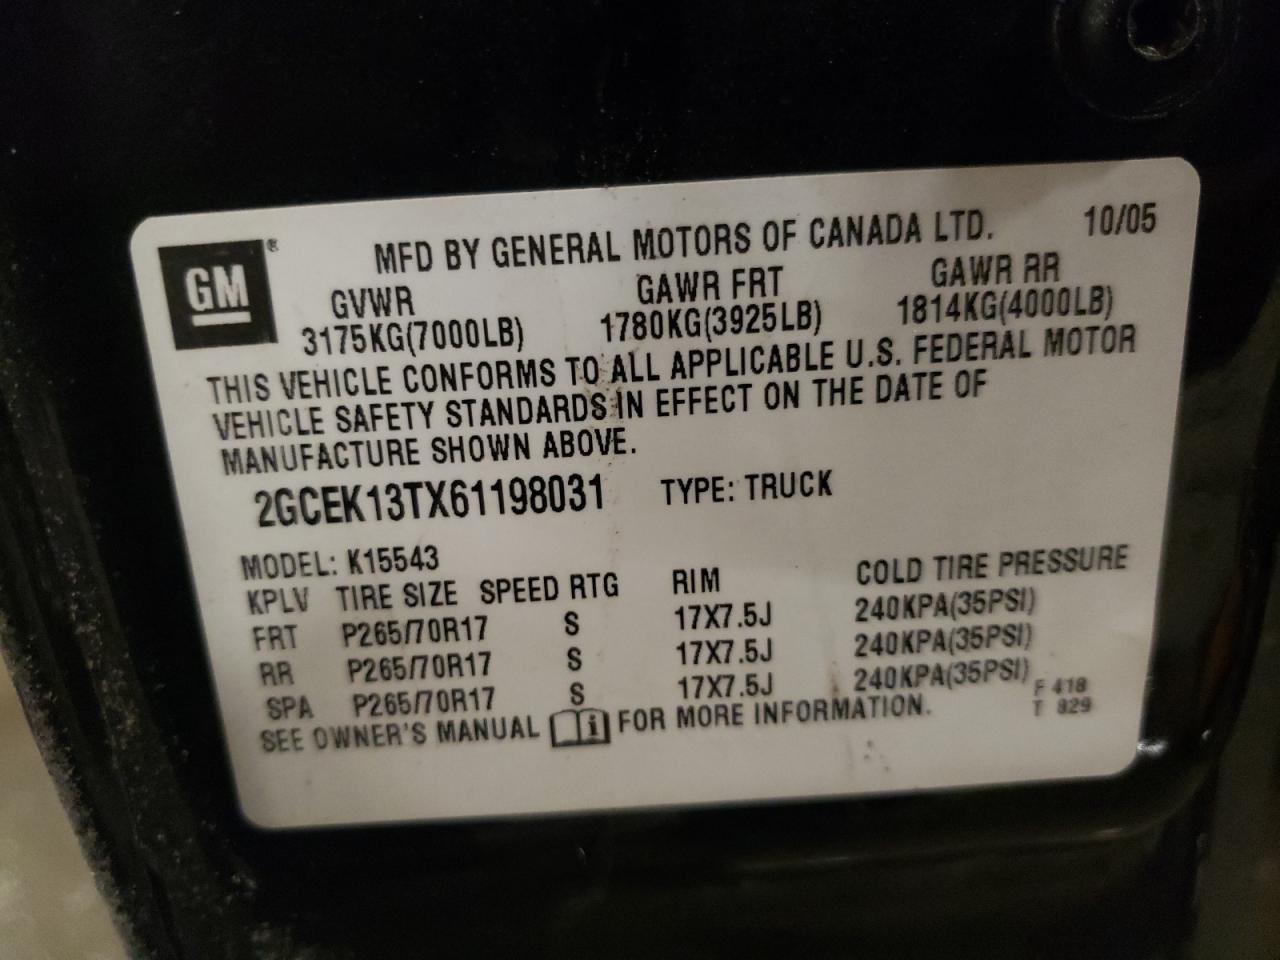 GM®
MFD BY GENERAL MOTORS OF CANADA LTD. 10/05
GVWR GAWR FRT GAWR RR
3175KG(7000LB) 1780KG(3925LB) 1814KG(4000LB)
THIS VEHICLE CONFORMS TO ALL APPLICABLE U.S. FEDERAL MOTOR
VEHICLE SAFETY STANDARDS IN EFFECT ON THE DATE OF
MANUFACTURE SHOWN ABOVE.
2GCEK13TX61198031 TYPE: TRUCK
MODEL: K15543
KPLV TIRE SIZE SPEED RTG RIM COLD TIRE PRESSURE
FRT P265/70R17 S 17X7.5J 240KPA(35PSI)
RR P265/70R17 S 17X7.5J 240KPA(35PSI)
SPA P265/70R17 S 17X7.5J 240KPA(35PSI)
SEE OWNER'S MANUAL i FOR MORE INFORMATION.
F 418
T 929